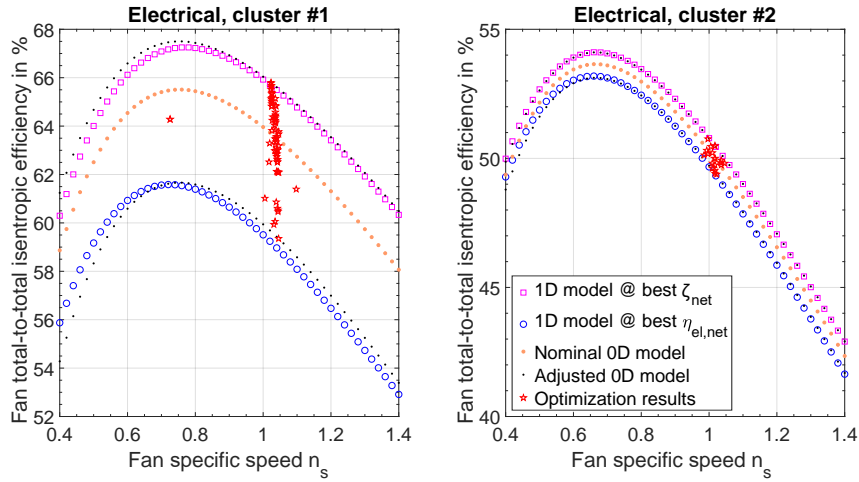 Electrical, cluster #1
Fan total-to-total isentropic efficiency in %
68
66
64
62
60
58
56
54
52
0.4
0.6
0.8
1
1.2
1.4
Fan specific speed n_s
Electrical, cluster #2
Fan total-to-total isentropic efficiency in %
55
50
45
40
0.4
0.6
0.8
1
1.2
1.4
Fan specific speed n_s
1D model @ best ζ_net
1D model @ best η_el,net
Nominal 0D model
Adjusted 0D model
Optimization results